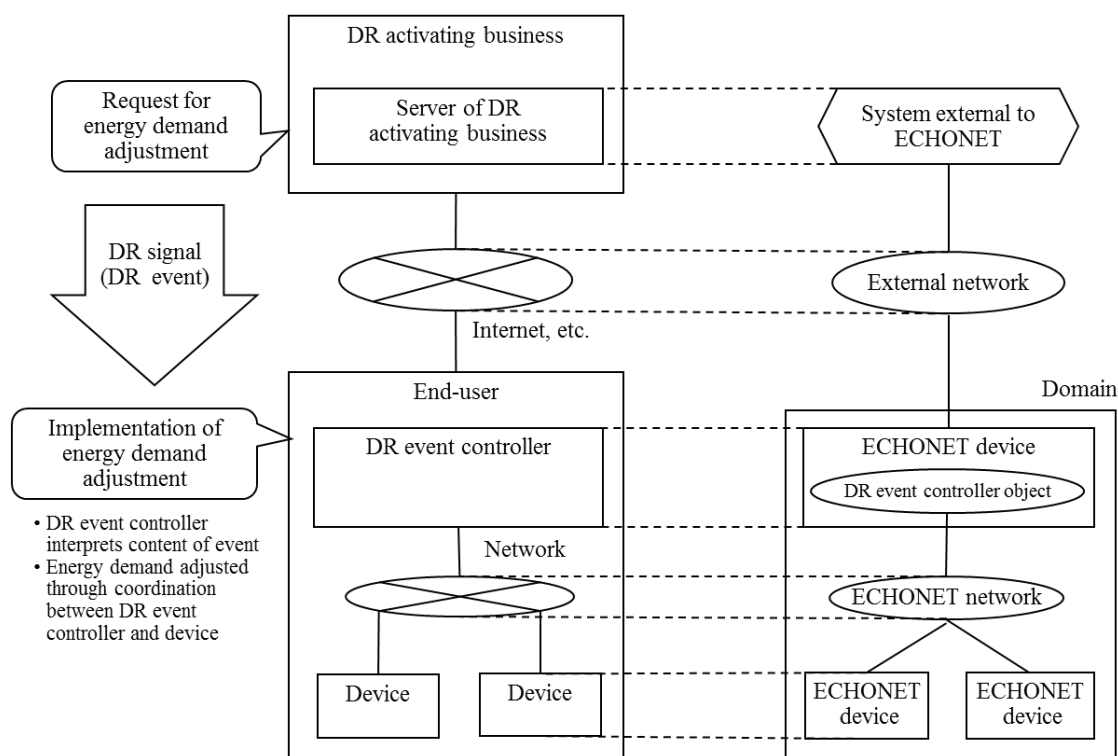 DR activating business
Request for
energy demand
adjustment
Server of DR
activating business
System external to
ECHONET
DR signal
(DR event)
External network
Internet, etc.
End-user
Domain
Implementation of
energy demand
adjustment
DR event controller
ECHONET device
DR event controller object
• DR event controller
interprets content of event
• Energy demand adjusted
through coordination
between DR event
controller and device
Network
ECHONET network
Device
Device
ECHONET
device
ECHONET
device